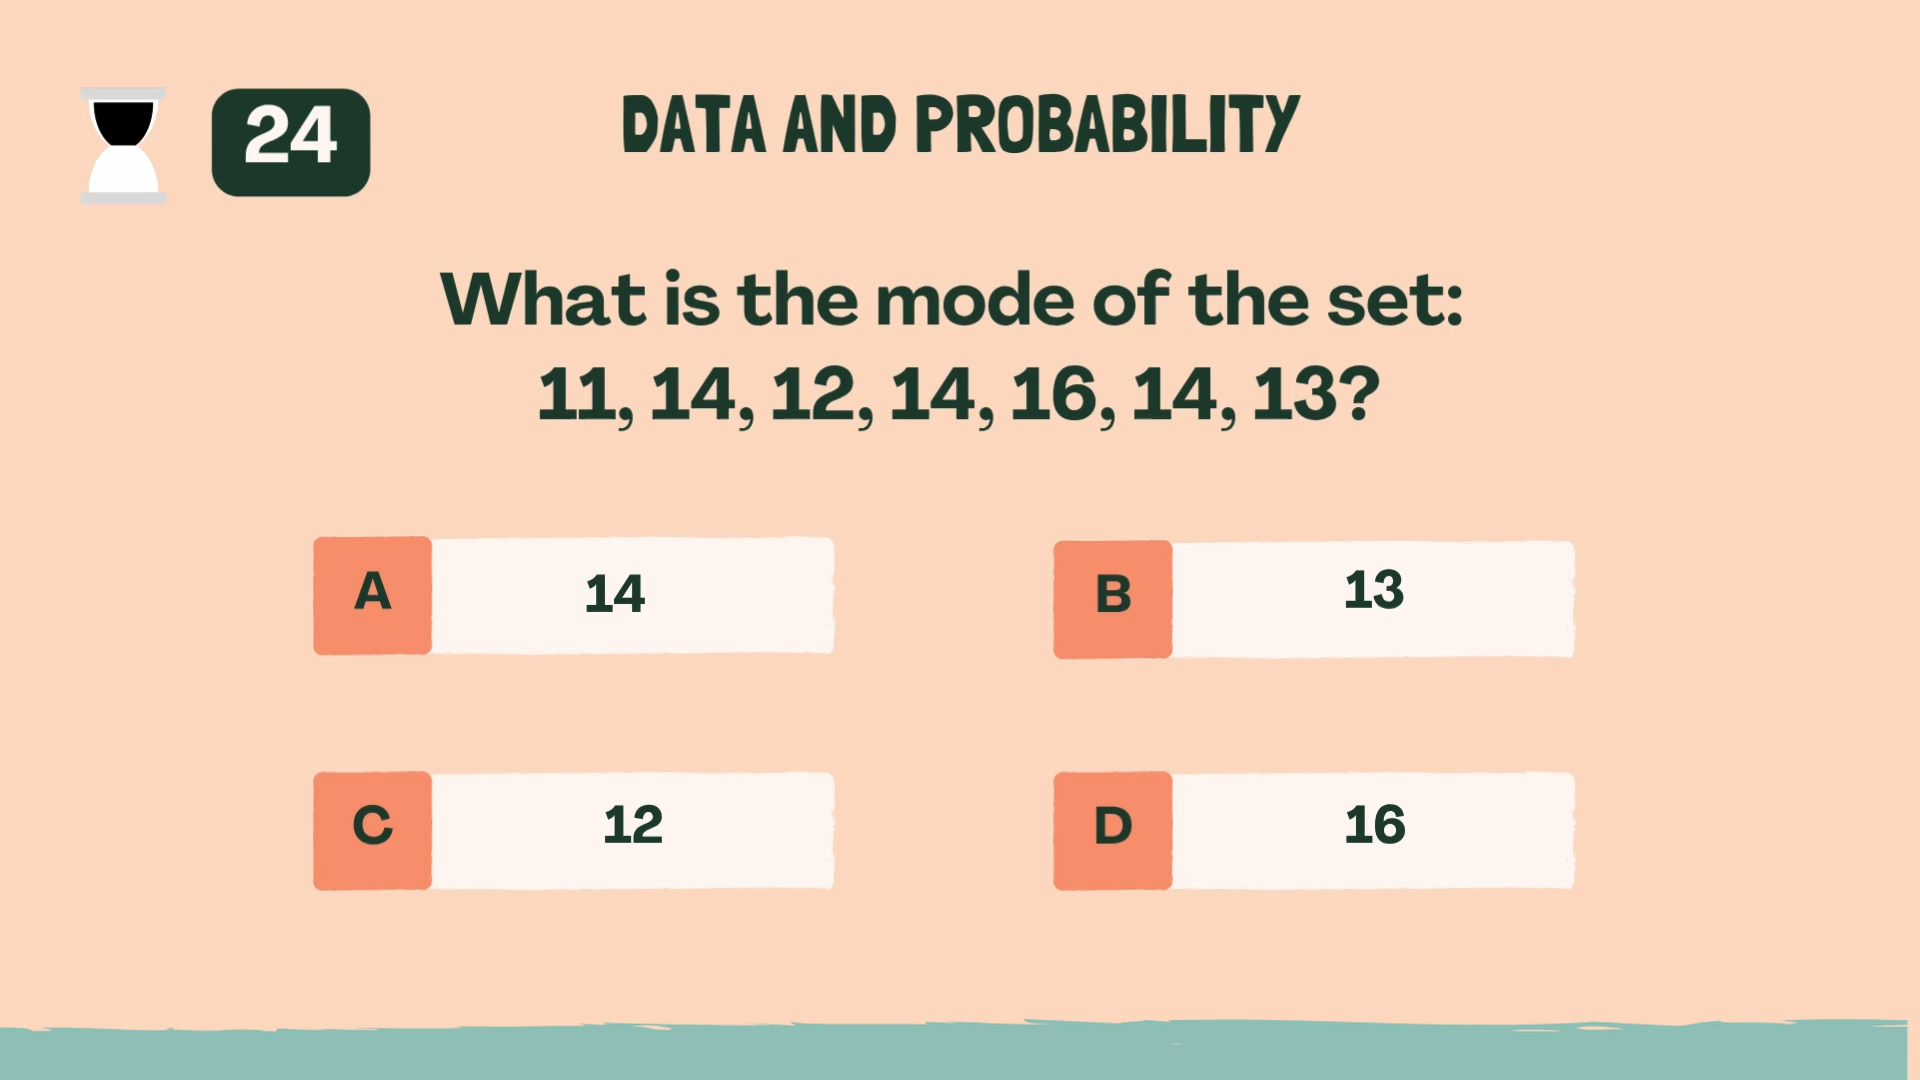 24
DATA AND PROBABILITY
What is the mode of the set:
11, 14, 12, 14, 16, 14, 13?
A 14
B 13
C 12
D 16